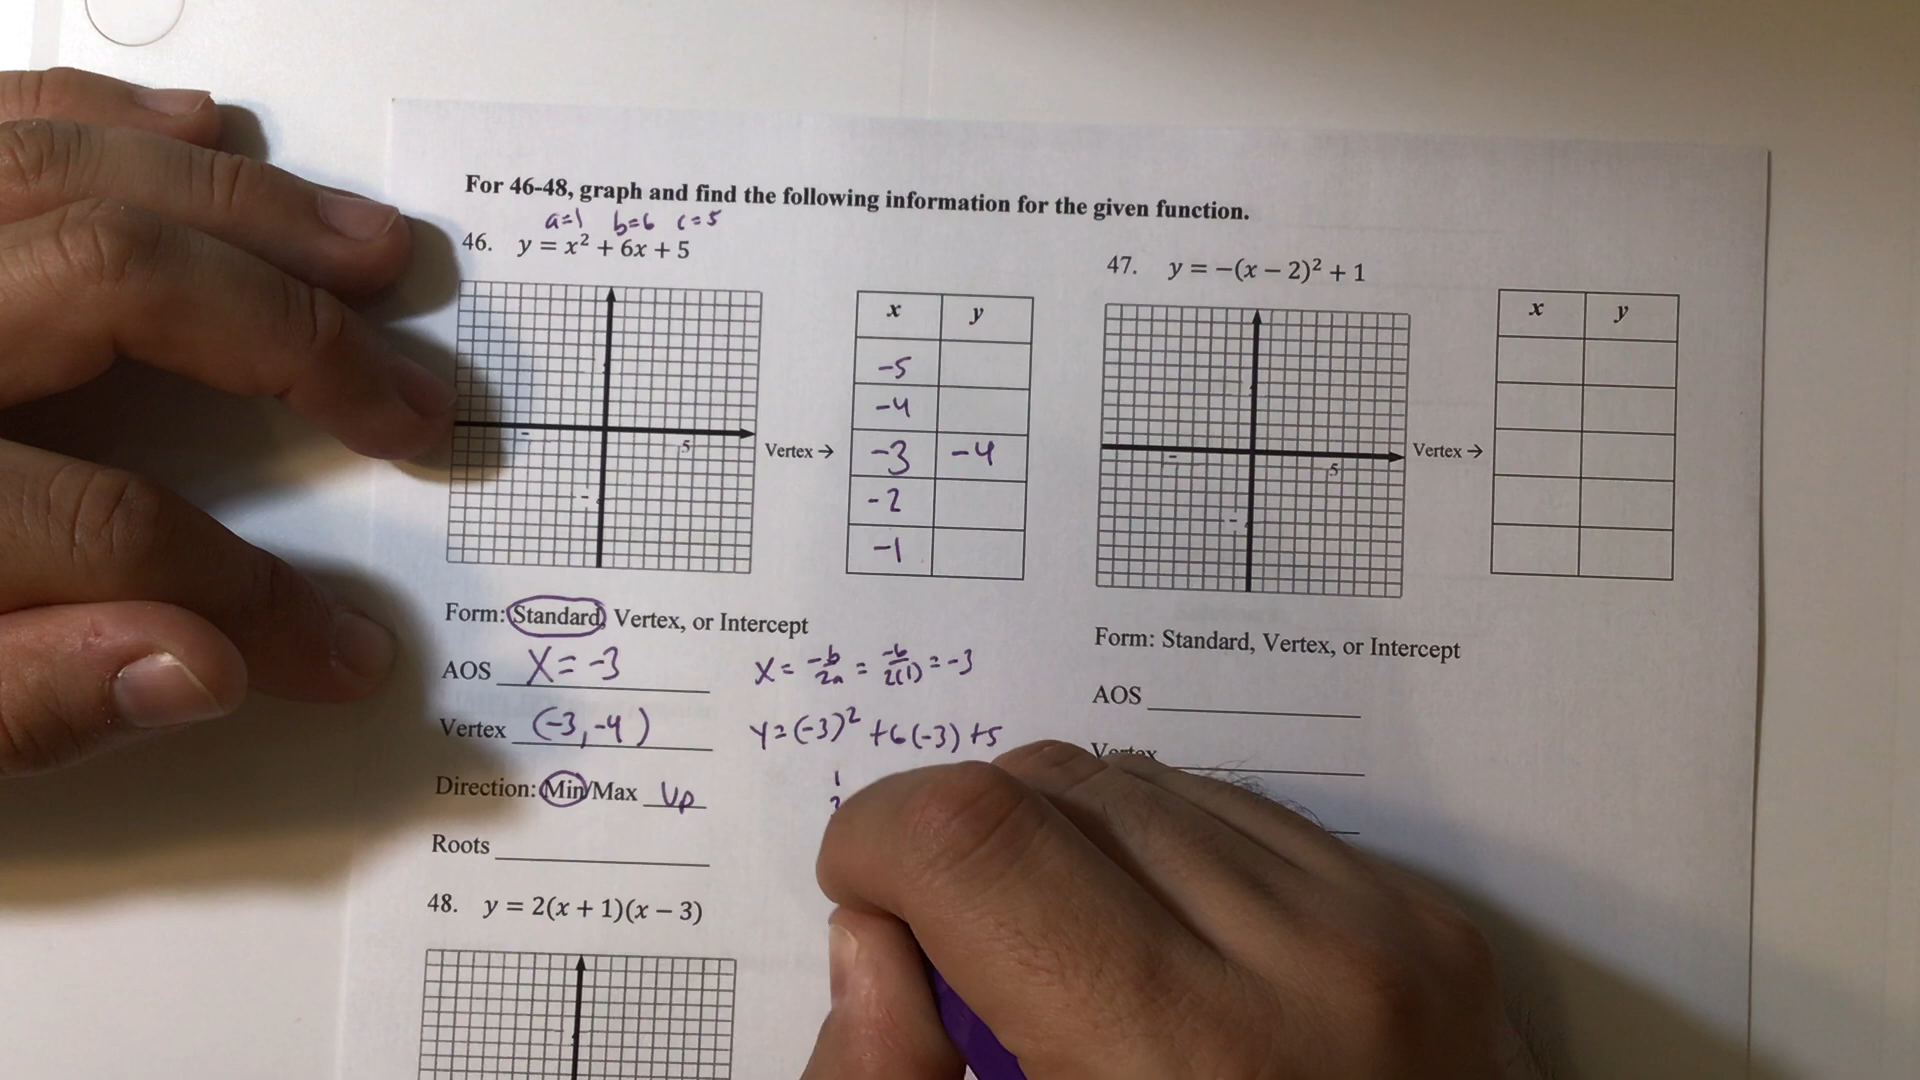 For 46-48, graph and find the following information for the given function.
a=1 b=6 c=5
46. y = x² + 6x + 5
5
Vertex →
x y
-5
-4
-3 -4
-2
-1
Form: Standard, Vertex, or Intercept
AOS x = -3
x = -b/2a = -6/2(1) = -3
Vertex (-3, -4)
y = (-3)² + 6(-3) + 5
Direction: Min/Max Up
1
Roots
47. y = −(x − 2)² + 1
5
Vertex →
x y
Form: Standard, Vertex, or Intercept
AOS
Vertex
48. y = 2(x + 1)(x − 3)